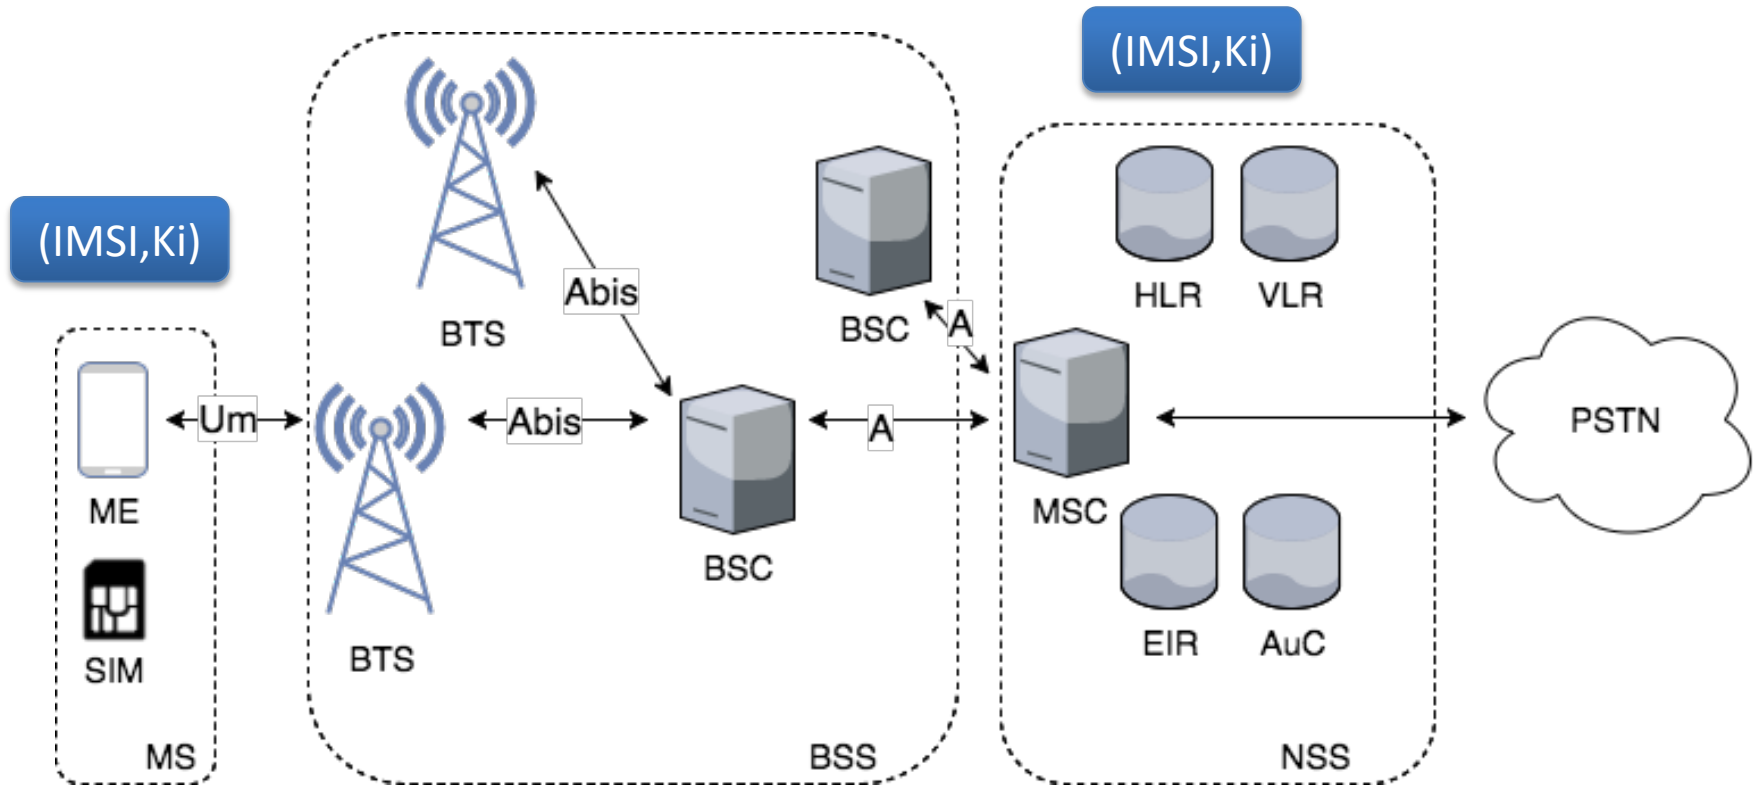 (IMSI,Ki)
(IMSI,Ki)
HLR
VLR
Abis
BTS
BSC
A
Um
Abis
A
PSTN
ME
MSC
BSC
EIR
AuC
BTS
SIM
MS
BSS
NSS